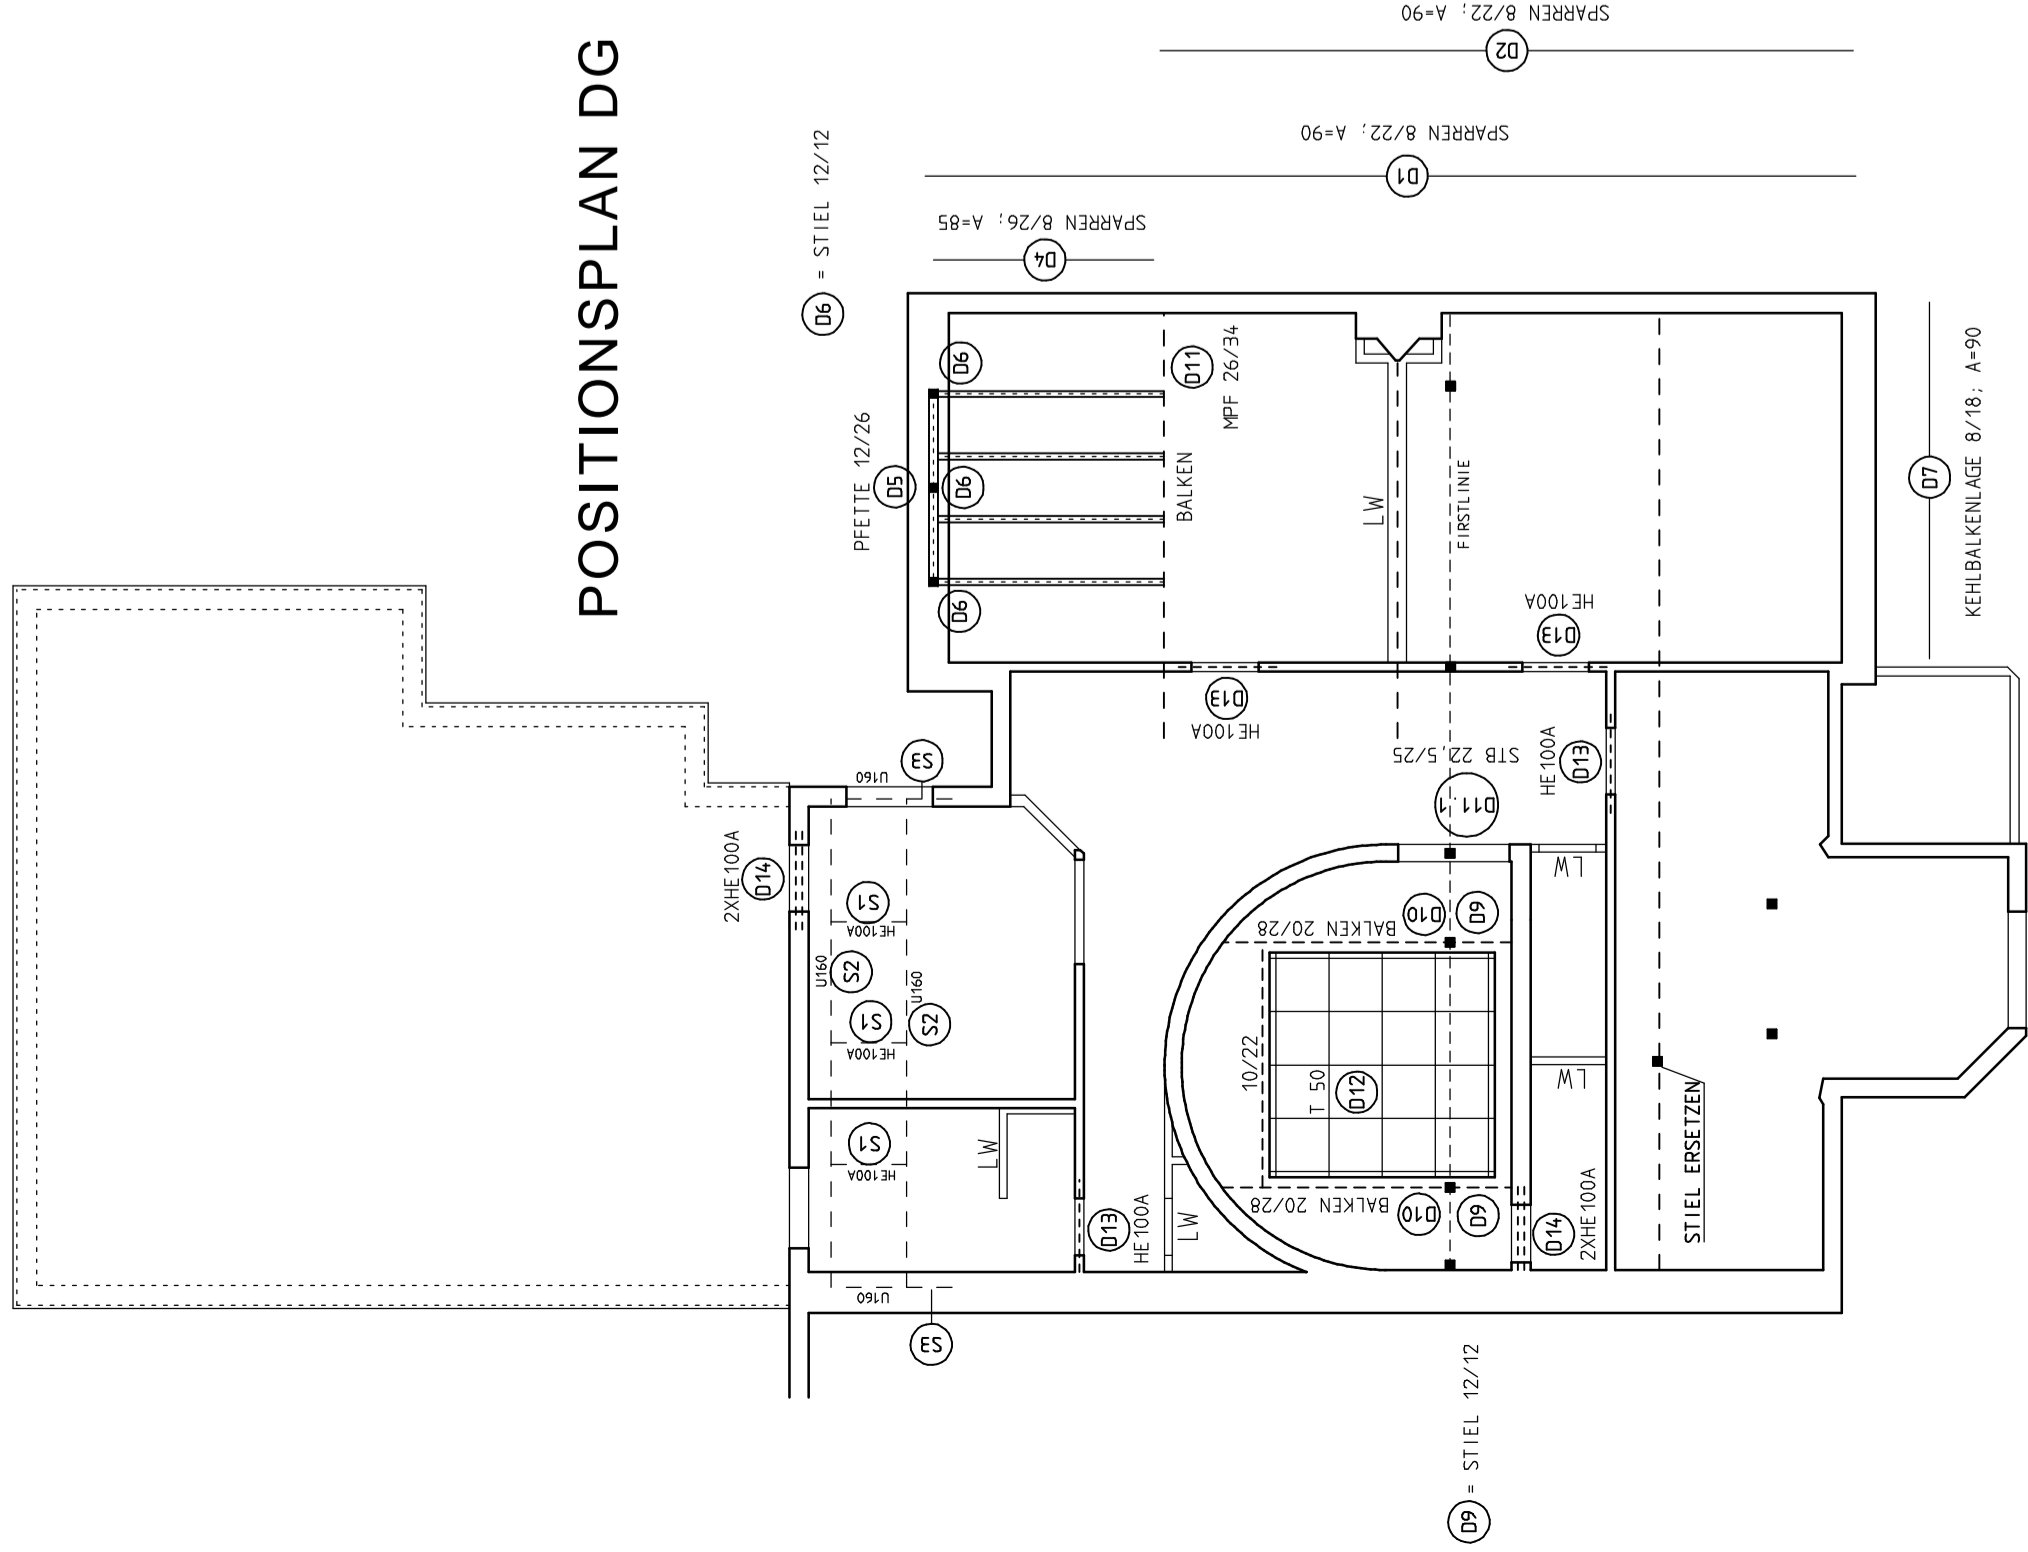 POSITIONSPLAN DG
SPARREN 8/22; A=90
D2
SPARREN 8/22; A=90
D1
SPARREN 8/26; A=85
D4
D6 = STIEL 12/12
PFETTE 12/26
D5
D6
D6
D6
D11
MPF 26/34
BALKEN
LW
FIRSTLINIE
D13
HE100A
D13
HE100A
D7
KEHLBALKENLAGE 8/18; A=90
STB 22,5/25
D11.1
HE100A
D13
U160
S3
2XHE100A
D14
S1
HE100A
U160
S2
S1
HE100A
U160
S2
S1
HE100A
LW
D13
HE100A
LW
U160
S3
BALKEN 20/28
D10
D9
10/22
T 50
D12
BALKEN 20/28
D10
D9
LW
LW
D14
2XHE100A
STIEL ERSETZEN
D9 = STIEL 12/12